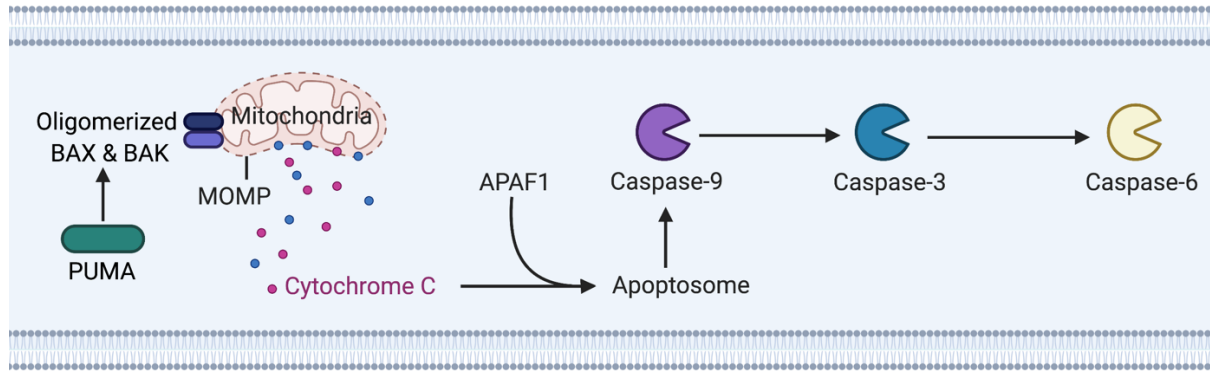 Oligomerized
BAX & BAK
Mitochondria
MOMP
PUMA
Cytochrome C
APAF1
Apoptosome
Caspase-9
Caspase-3
Caspase-6